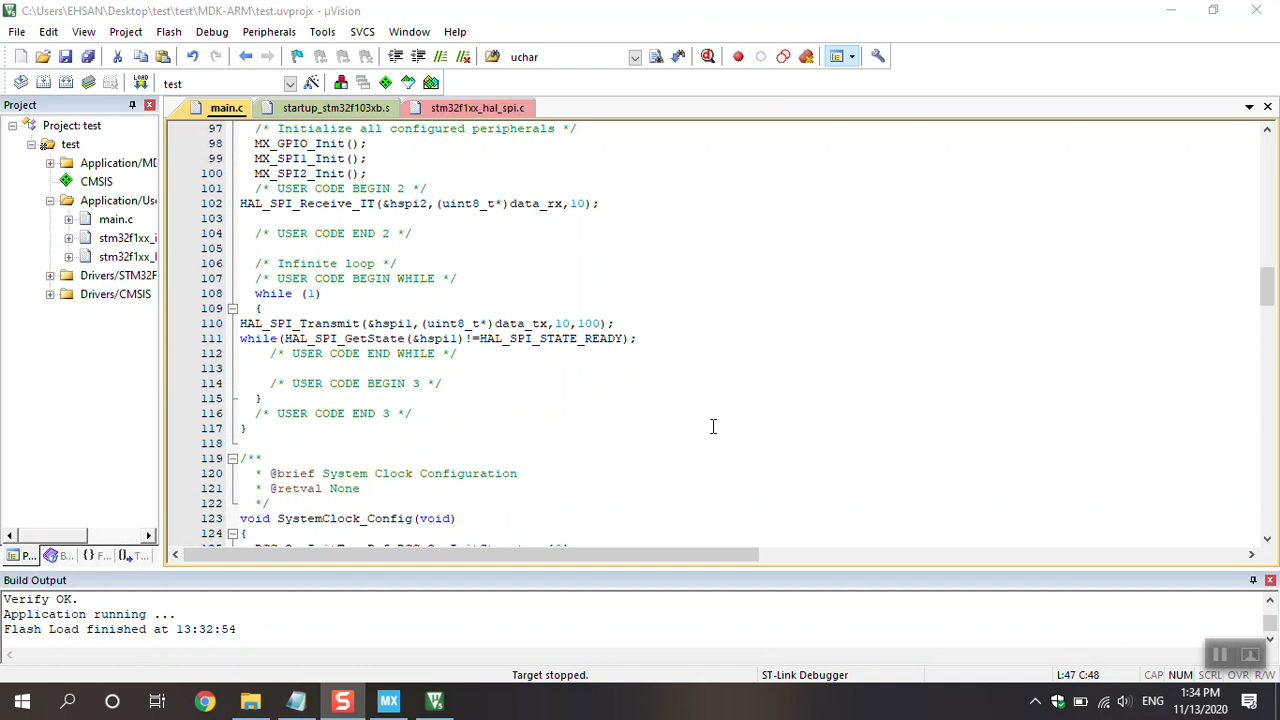 C:\Users\EHSAN\Desktop\test\test\MDK-ARM\test.uvprojx - µVision
File Edit View Project Flash Debug Peripherals Tools SVCS Window Help
uchar
LOAD test
Project
main.c startup_stm32f103xb.s stm32f1xx_hal_spi.c
Project: test
test
Application/MD
CMSIS
Application/Use
main.c
stm32f1xx_i
stm32f1xx_l
Drivers/STM32F
Drivers/CMSIS
P... B... {} F... T...
97 /* Initialize all configured peripherals */
98 MX_GPIO_Init();
99 MX_SPI1_Init();
100 MX_SPI2_Init();
101 /* USER CODE BEGIN 2 */
102 HAL_SPI_Receive_IT(&hspi2,(uint8_t*)data_rx,10);
103
104 /* USER CODE END 2 */
105
106 /* Infinite loop */
107 /* USER CODE BEGIN WHILE */
108 while (1)
109 {
110 HAL_SPI_Transmit(&hspi1,(uint8_t*)data_tx,10,100);
111 while(HAL_SPI_GetState(&hspi1)!=HAL_SPI_STATE_READY);
112 /* USER CODE END WHILE */
113
114 /* USER CODE BEGIN 3 */
115 }
116 /* USER CODE END 3 */
117 }
118
119 /**
120 * @brief System Clock Configuration
121 * @retval None
122 */
123 void SystemClock_Config(void)
124 {
Build Output
Verify OK.
Application running ...
Flash Load finished at 13:32:54
Target stopped. ST-Link Debugger L:47 C:48 CAP NUM SCRL OVR R/W
S MX ENG 1:34 PM
11/13/2020